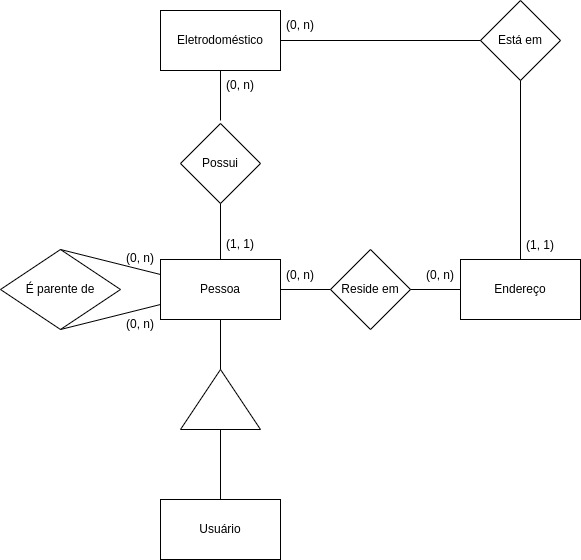 Eletrodoméstico
(0, n)
Está em
(0, n)
Possui
(1, 1)
(1, 1)
(0, n)
É parente de
(0, n)
Pessoa
(0, n)
Reside em
(0, n)
Endereço
Usuário